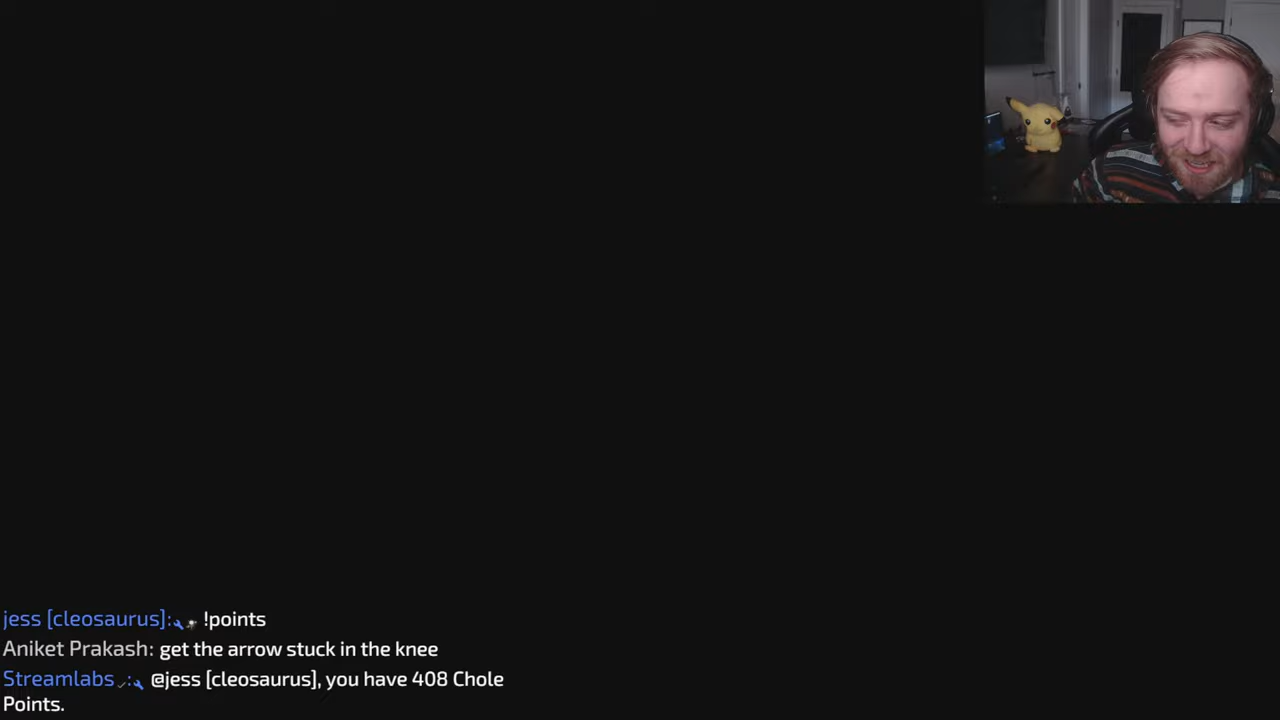 jess [cleosaurus]: !points
Aniket Prakash: get the arrow stuck in the knee
Streamlabs : @jess [cleosaurus], you have 408 Chole
Points.